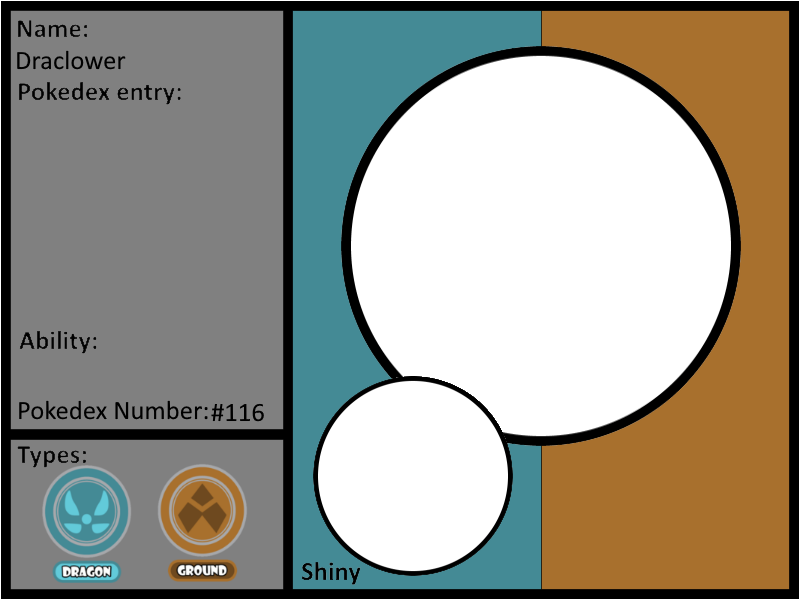 Name:
Draclower
Pokedex entry:
Ability:
Pokedex Number:#116
Types:
DRAGON
GROUND
Shiny